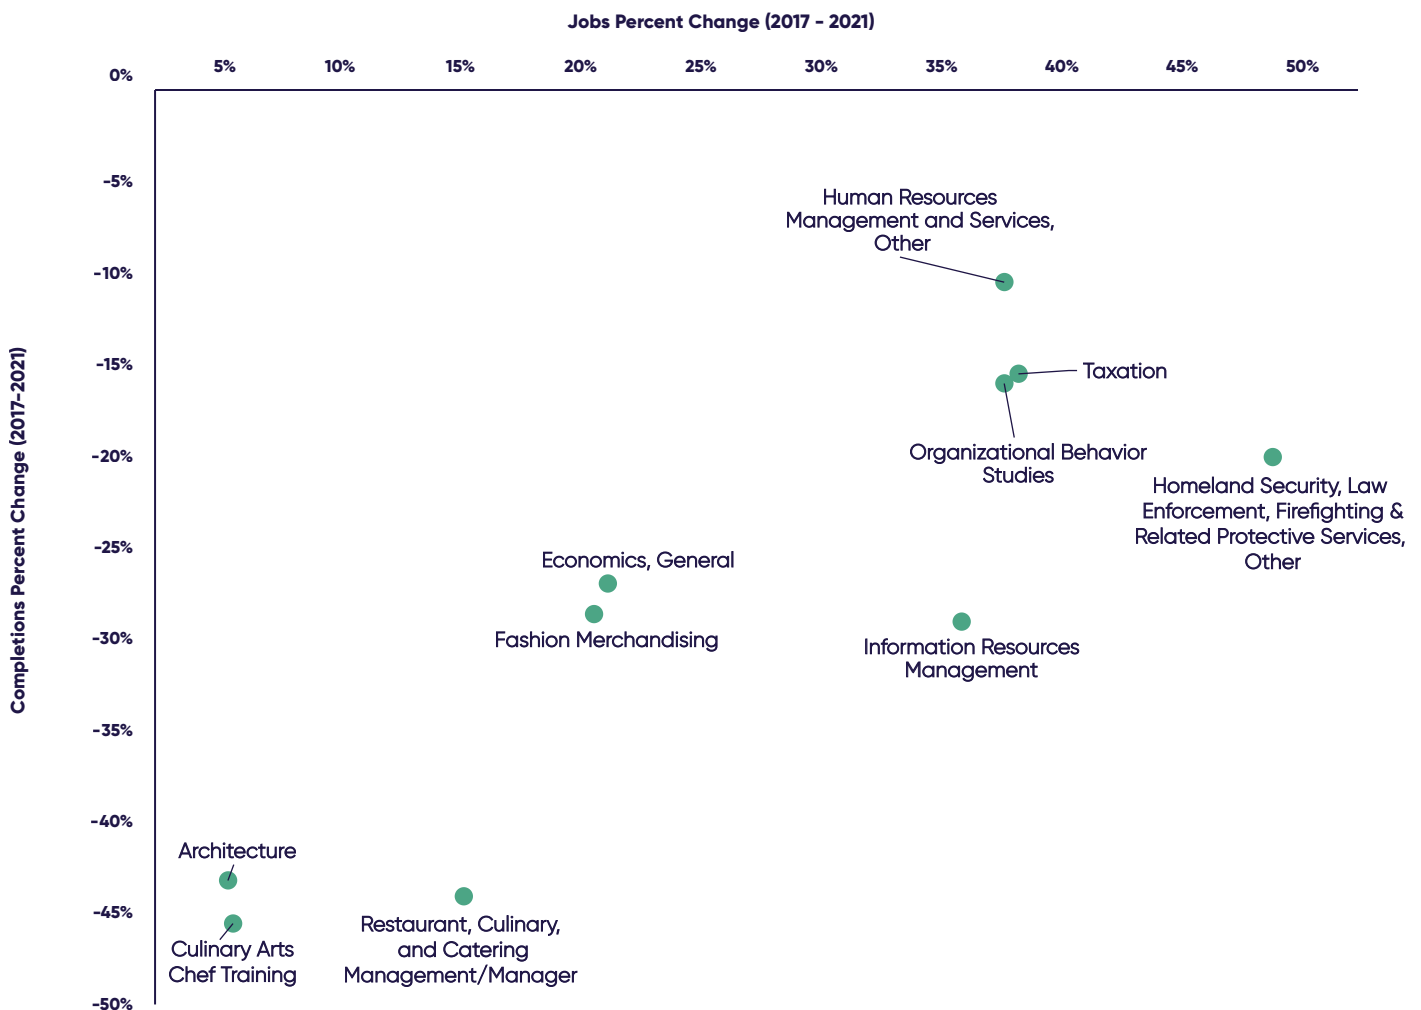 Jobs Percent Change (2017 - 2021)
5% 10% 15% 20% 25% 30% 35% 40% 45% 50%
0%
-5%
-10%
-15%
-20%
-25%
-30%
-35%
-40%
-45%
-50%
Completions Percent Change (2017-2021)
Human Resources
Management and Services,
Other
Taxation
Organizational Behavior
Studies
Homeland Security, Law
Enforcement, Firefighting &
Related Protective Services,
Other
Economics, General
Fashion Merchandising
Information Resources
Management
Architecture
Culinary Arts
Chef Training
Restaurant, Culinary,
and Catering
Management/Manager